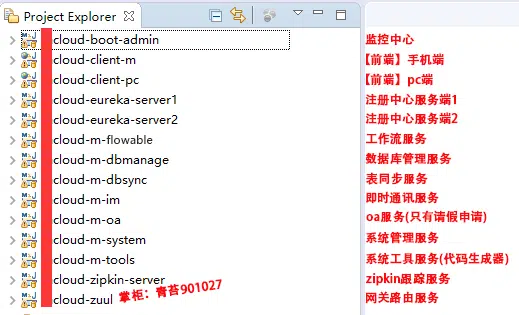 Project Explorer
cloud-boot-admin 监控中心
cloud-client-m 【前端】手机端
cloud-client-pc 【前端】pc端
cloud-eureka-server1 注册中心服务端1
cloud-eureka-server2 注册中心服务端2
cloud-m-flowable 工作流服务
cloud-m-dbmanage 数据库管理服务
cloud-m-dbsync 表同步服务
cloud-m-im 即时通讯服务
cloud-m-oa oa服务(只有请假申请)
cloud-m-system 系统管理服务
cloud-m-tools 系统工具服务(代码生成器)
cloud-zipkin-server zipkin跟踪服务
cloud-zuul 网关路由服务
掌柜：青苔901027